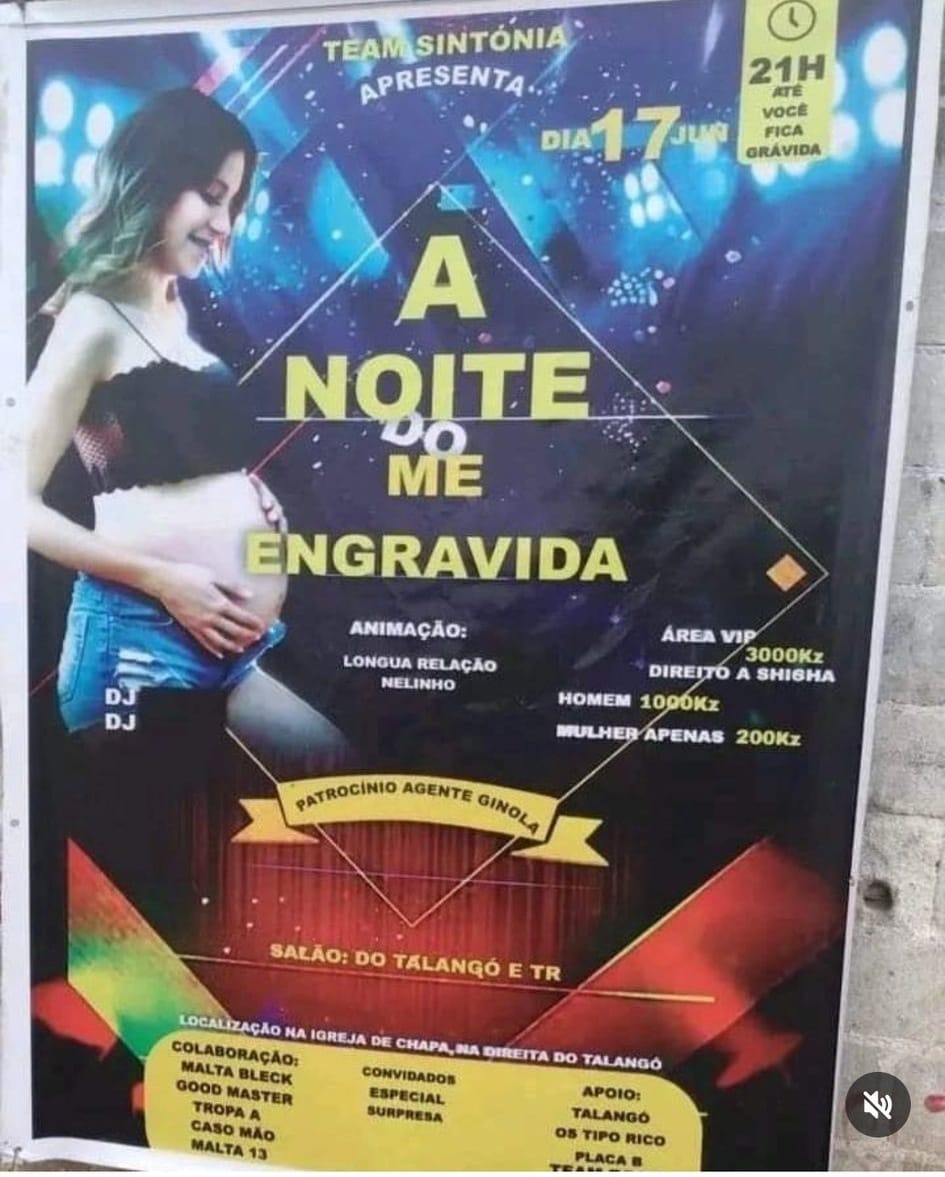 TEAM SINTÓNIA
APRESENTA..
DIA 17 JUN
21H
ATÉ
VOCÊ
FICA
GRÁVIDA
A
NOITE
DO
ME
ENGRAVIDA
ANIMAÇÃO:
LONGUA RELAÇÃO
NELINHO
DJ
DJ
ÁREA VIP
3000Kz
DIREITO A SHISHA
HOMEM 1000Kz
MULHER APENAS 200Kz
PATROCÍNIO AGENTE GINOLA
SALÃO: DO TALANGÓ E TR
LOCALIZAÇÃO NA IGREJA DE CHAPA, NA DIREITA DO TALANGÓ
COLABORAÇÃO:
MALTA BLECK
GOOD MASTER
TROPA A
CASO MÃO
MALTA 13
CONVIDADOS
ESPECIAL
SURPRESA
APOIO:
TALANGÓ
OS TIPO RICO
PLACA B
TEAM